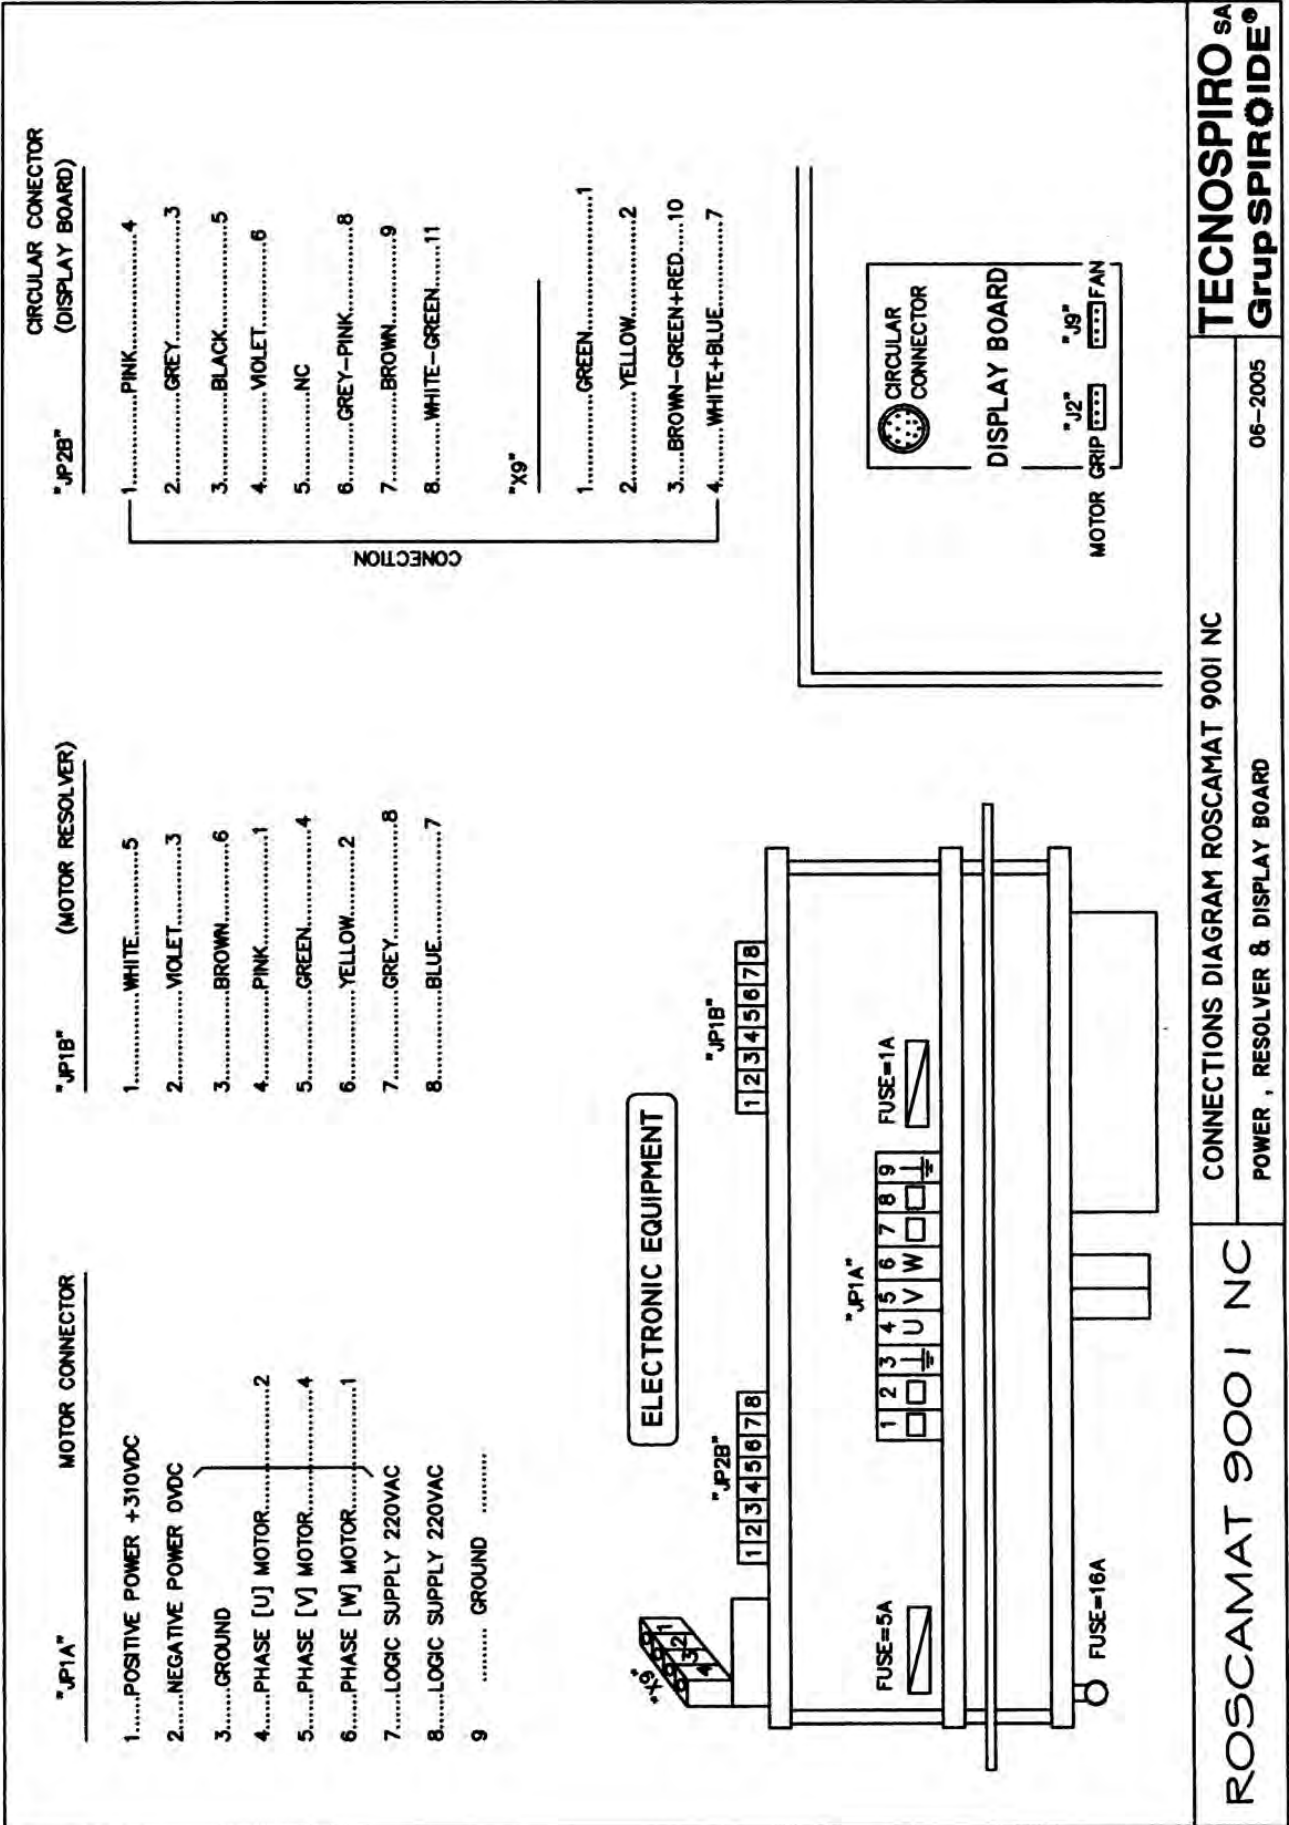 "JP1A" MOTOR CONNECTOR
1.....POSITIVE POWER +310VDC
2.....NEGATIVE POWER 0VDC
3......GROUND
4.....PHASE [U] MOTOR....................2
5.....PHASE [V] MOTOR....................4
6.....PHASE [W] MOTOR....................1
7.....LOGIC SUPPLY 220VAC
8.....LOGIC SUPPLY 220VAC
9 ........ GROUND ..........
"JP1B" (MOTOR RESOLVER)
1..............WHITE..............5
2...........VIOLET..............3
3............BROWN............6
4..............PINK................1
5............GREEN..............4
6...........YELLOW............2
7............GREY.................8
8............BLUE................7
CIRCULAR CONECTOR
"JP2B" (DISPLAY BOARD)
1..............PINK................4
2..............GREY...............3
3............BLACK...............5
4...........VIOLET..............6
5..............NC
6........GREY-PINK.........8
7............BROWN............9
8........WHITE-GREEN.....11
CONECTION
"X9"
1............GREEN...................1
2............YELLOW..............2
3.....BROWN-GREEN+RED....10
4........WHITE+BLUE.............7
ELECTRONIC EQUIPMENT
"X9"
1
2
3
4
"JP2B"
1 2 3 4 5 6 7 8
"JP1B"
1 2 3 4 5 6 7 8
"JP1A"
1 2 3 4 5 6 7 8 9
U V W
FUSE=5A
FUSE=1A
FUSE=16A
CIRCULAR
CONNECTOR
DISPLAY BOARD
"J2" "J9"
MOTOR GRIP FAN
ROSCAMAT 900I NC
CONNECTIONS DIAGRAM ROSCAMAT 900I NC
POWER , RESOLVER & DISPLAY BOARD 06-2005
TECNOSPIRO SA
GrupSPIROIDE®